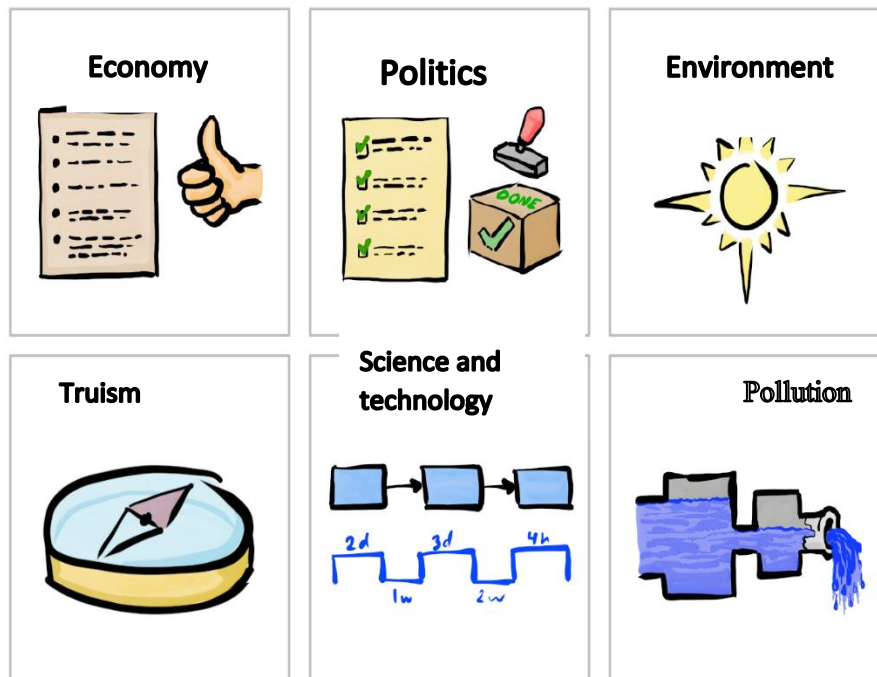 Economy
Politics
Environment
DONE
Truism
Science and
technology
Pollution
2d
3d
4h
1w
2w